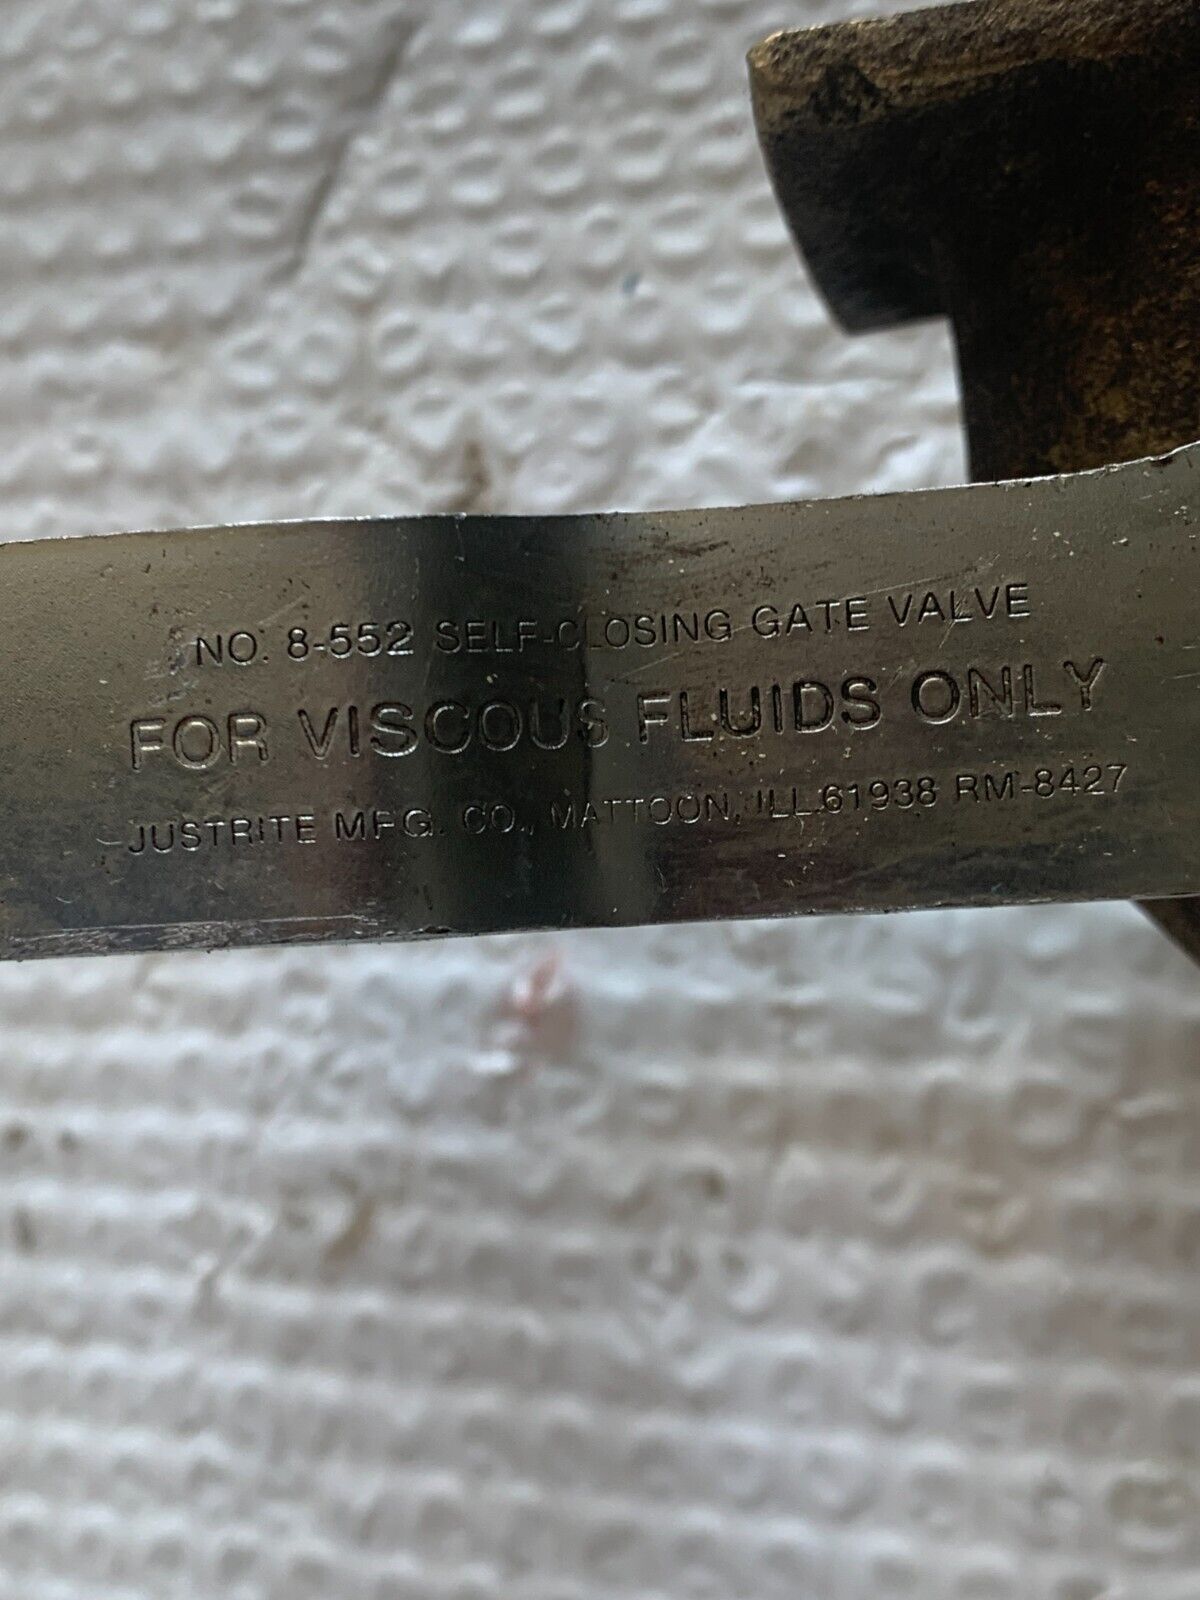 NO. 8-552 SELF-CLOSING GATE VALVE
FOR VISCOUS FLUIDS ONLY
JUSTRITE MFG. CO., MATTOON, ILL.61938 RM-8427